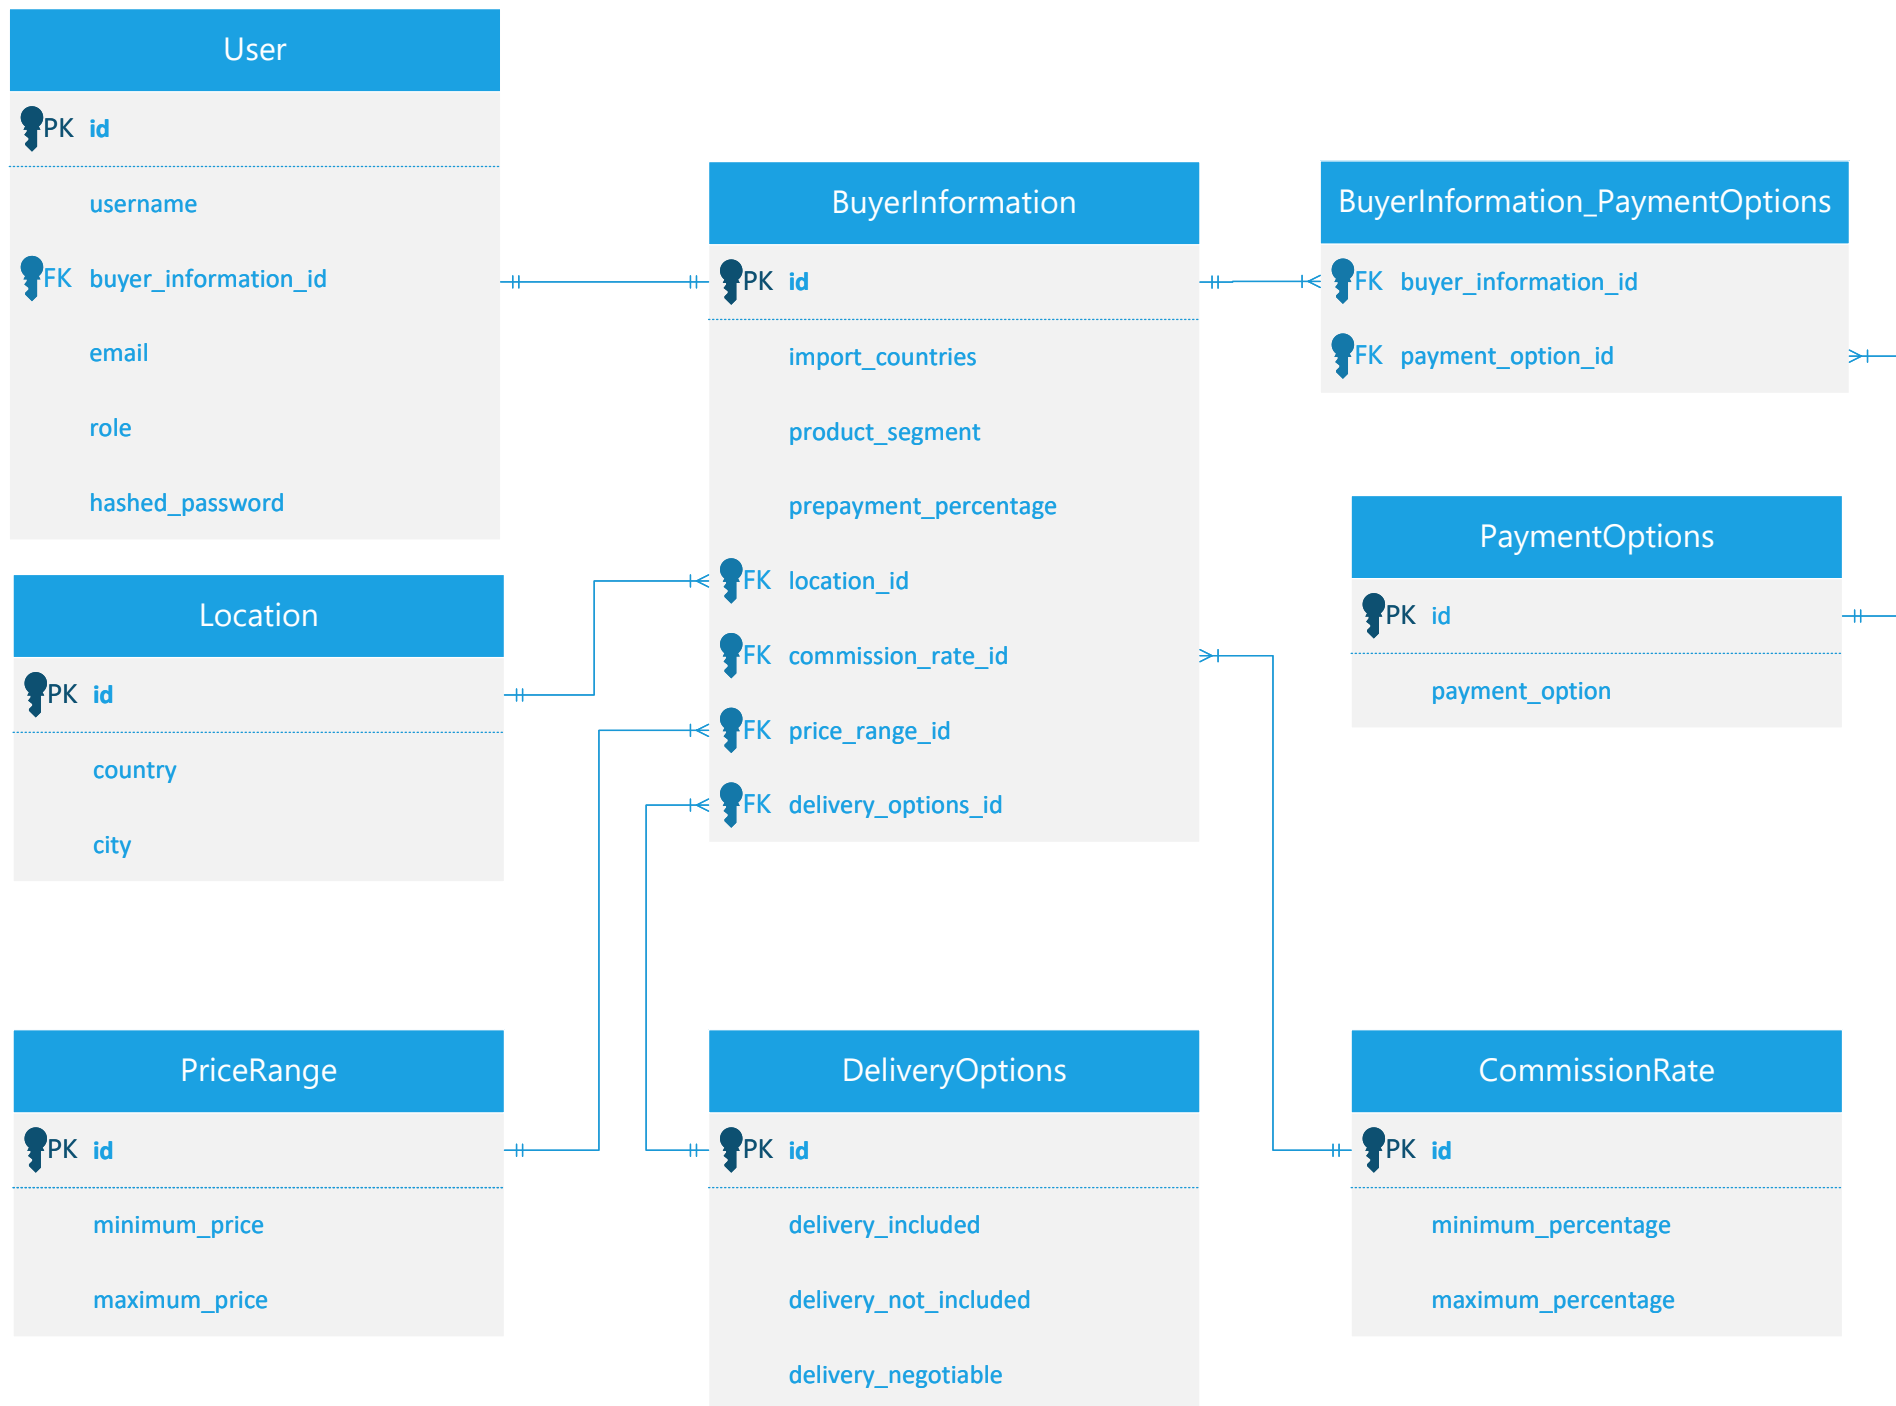 User
PK id
username
FK buyer_information_id
email
role
hashed_password
BuyerInformation
PK id
import_countries
product_segment
prepayment_percentage
FK location_id
FK commission_rate_id
FK price_range_id
FK delivery_options_id
BuyerInformation_PaymentOptions
FK buyer_information_id
FK payment_option_id
PaymentOptions
PK id
payment_option
Location
PK id
country
city
PriceRange
PK id
minimum_price
maximum_price
DeliveryOptions
PK id
delivery_included
delivery_not_included
delivery_negotiable
CommissionRate
PK id
minimum_percentage
maximum_percentage